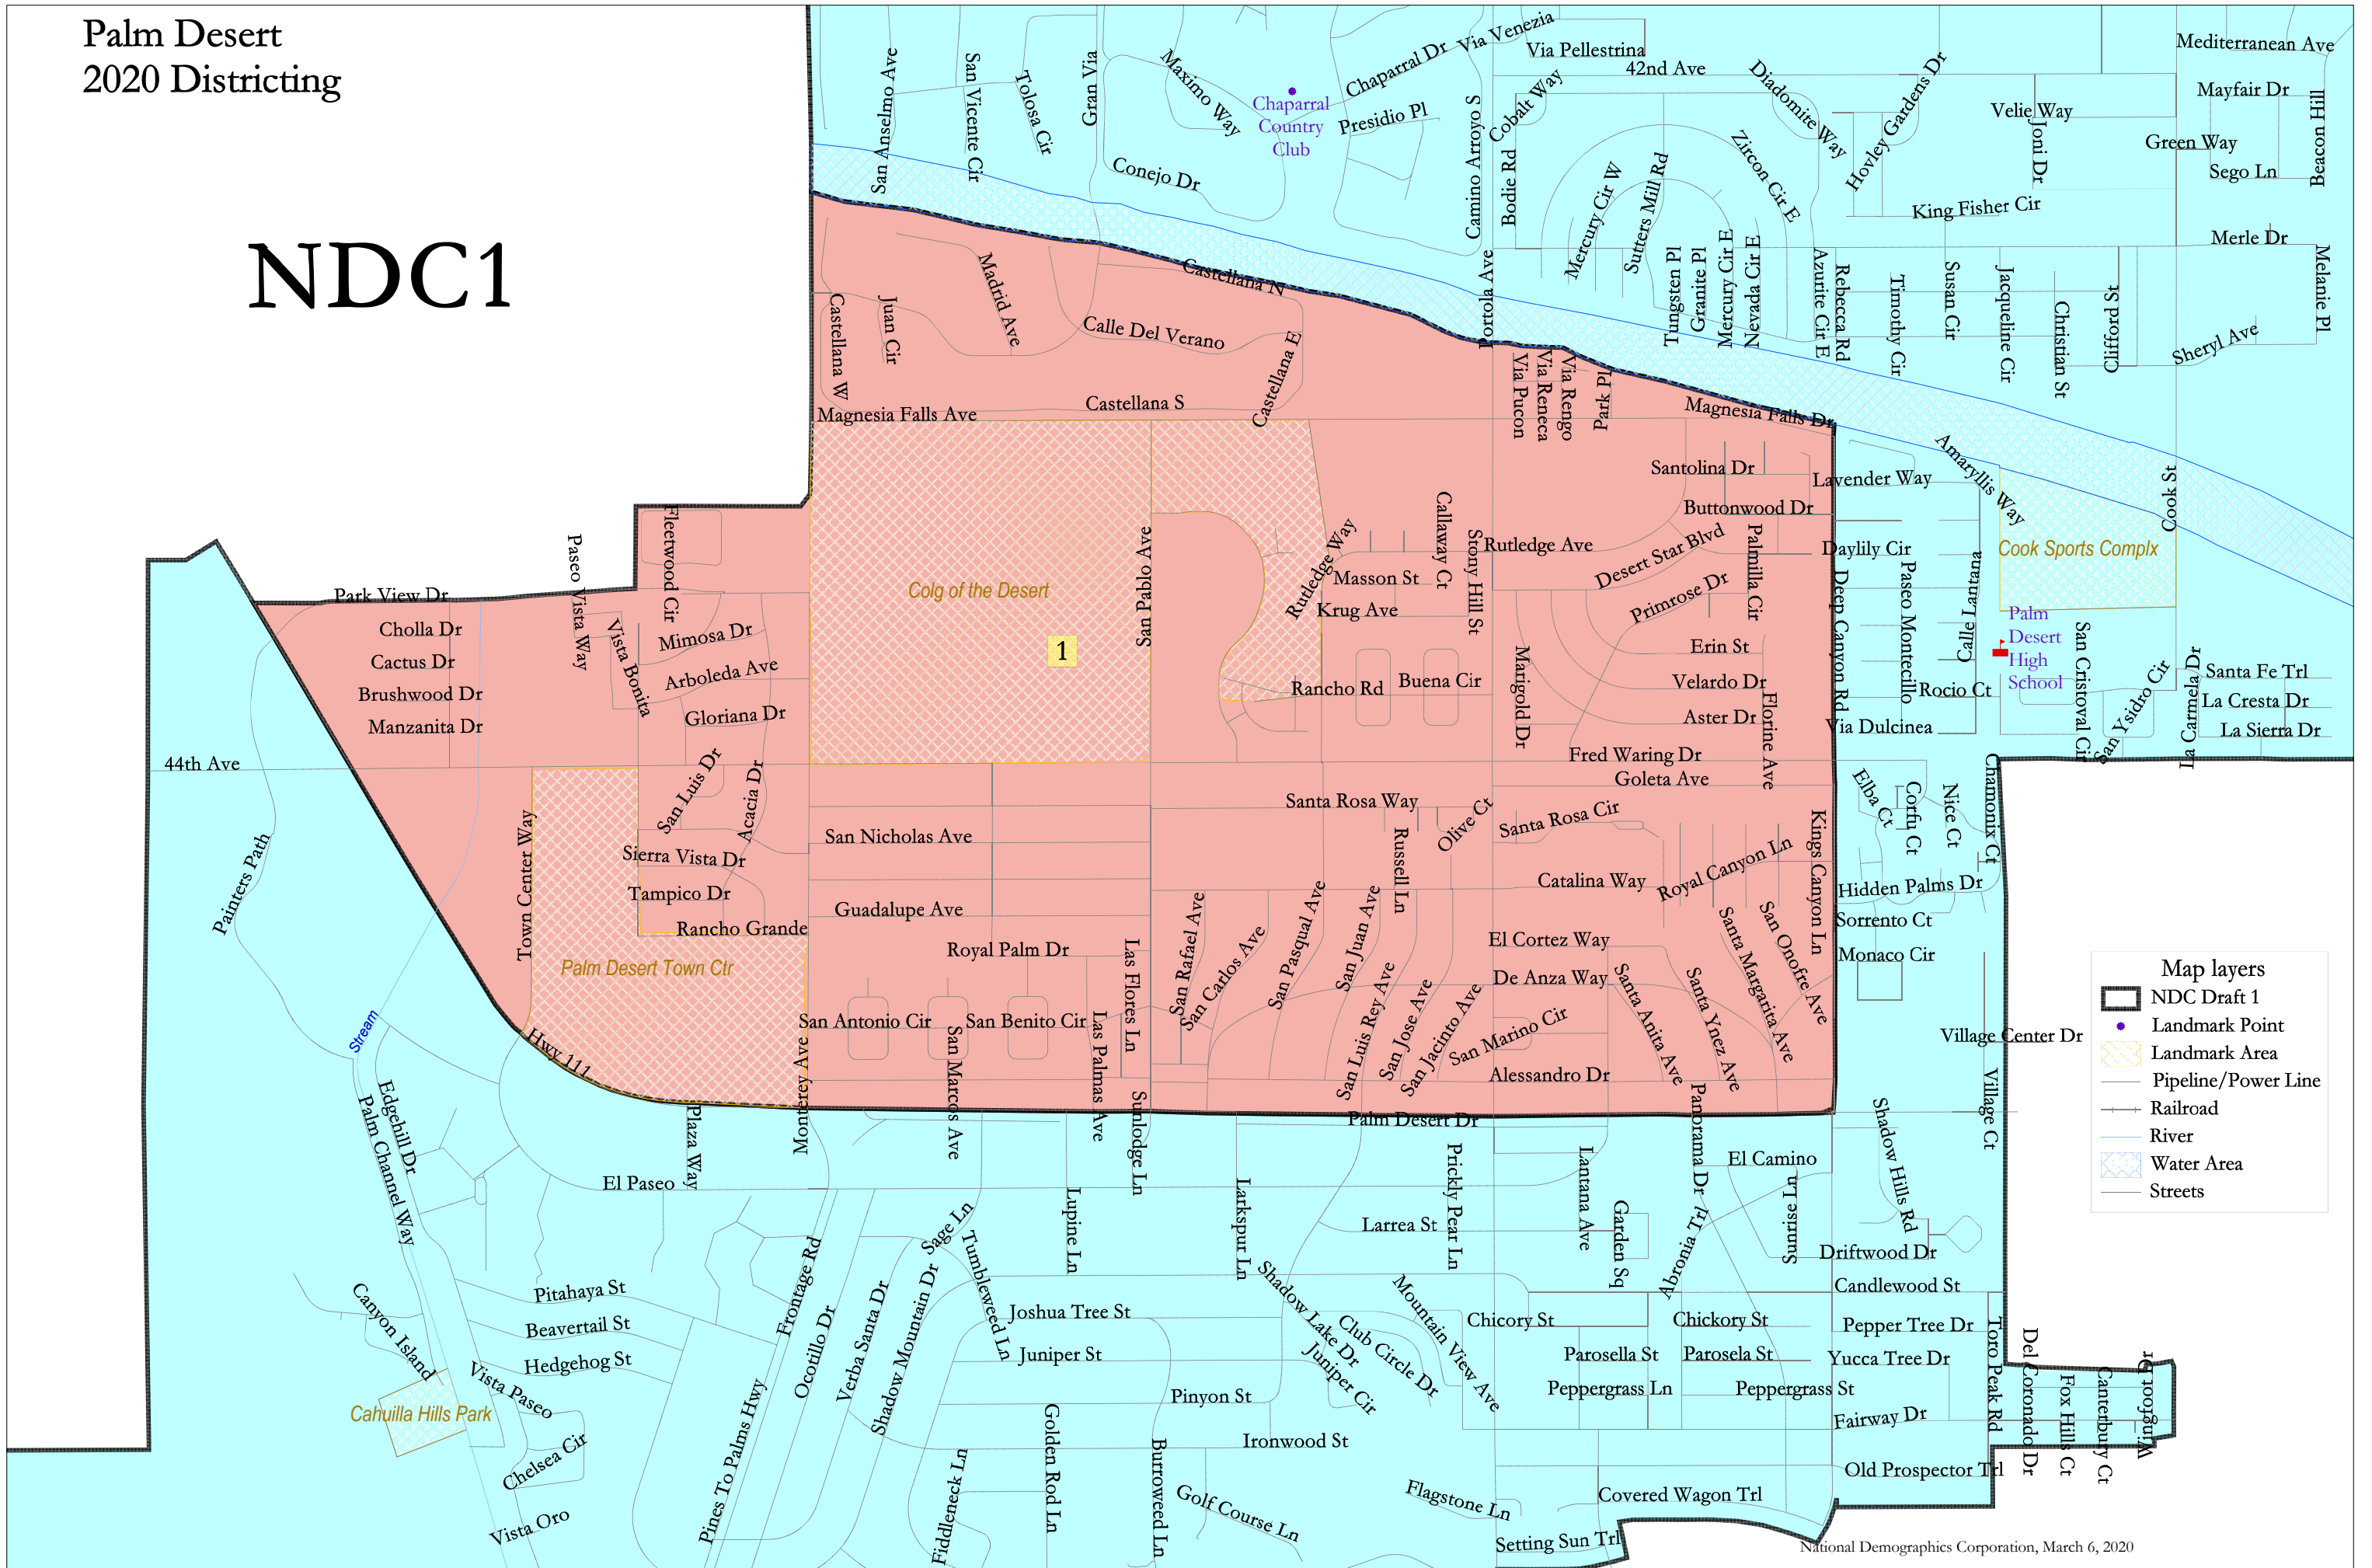 Palm Desert
2020 Districting
NDC1
San Anselmo Ave
San Vicente Cir
Tolosa Cir
Gran Via
Maximo Way
Conejo Dr
Chaparral
Country
Club
Chaparral Dr
Presidio Pl
Via Venezia
Via Pellestrina
42nd Ave
Cobalt Way
Camino Arroyo S
Bodie Rd
Mercury Cir W
Sutters Mill Rd
Diadomite Way
Zircon Cir E
Hovley Gardens Dr
Velie Way
Joni Dr
King Fisher Cir
Mediterranean Ave
Mayfair Dr
Green Way
Sego Ln
Beacon Hill
Merle Dr
Melanie Pl
Portola Ave
Tungsten Pl
Granite Pl
Mercury Cir E
Nevada Cir E
Azurite Cir E
Rebecca Rd
Timothy Cir
Susan Cir
Jacqueline Cir
Christian St
Clifford St
Sheryl Ave
Castellana W
Juan Cir
Madrid Ave
Castellana N
Calle Del Verano
Castellana E
Castellana S
Magnesia Falls Ave
Via Pucon
Via Reneca
Via Rengo
Park Pl
Magnesia Falls Dr
Santolina Dr
Lavender Way
Amaryllis Way
Cook St
Buttonwood Dr
Fleetwood Cir
Paseo Vista Way
Park View Dr
Cholla Dr
Cactus Dr
Brushwood Dr
Manzanita Dr
Vista Bonita
Mimosa Dr
Arboleda Ave
Gloriana Dr
44th Ave
Colg of the Desert
1
San Pablo Ave
Rutledge Way
Callaway Ct
Stony Hill St
Rutledge Ave
Masson St
Krug Ave
Rancho Rd
Buena Cir
Marigold Dr
Desert Star Blvd
Primrose Dr
Palmilla Cir
Erin St
Velardo Dr
Aster Dr
Florine Ave
Fred Waring Dr
Goleta Ave
Daylily Cir
Deep Canyon Rd
Paseo Montecillo
Calle Lantana
Rocio Ct
Via Dulcinea
Cook Sports Complx
Palm
Desert
High
School
San Cristoval Cir
San Ysidro Cir
La Carmela Dr
Santa Fe Trl
La Cresta Dr
La Sierra Dr
Painters Path
Town Center Way
San Luis Dr
Acacia Dr
Sierra Vista Dr
Tampico Dr
Rancho Grande
Palm Desert Town Ctr
San Nicholas Ave
Guadalupe Ave
Royal Palm Dr
Las Flores Ln
San Antonio Cir
San Benito Cir
San Marcos Ave
Las Palmas Ave
Sunlodge Ln
Monterey Ave
Hwy 111
Stream
Santa Rosa Way
Olive Ct
Russell Ln
Santa Rosa Cir
Catalina Way
Royal Canyon Ln
Kings Canyon Ln
San Rafael Ave
San Carlos Ave
San Pasqual Ave
San Juan Ave
San Luis Rey Ave
San Jose Ave
San Jacinto Ave
El Cortez Way
De Anza Way
San Marino Cir
Alessandro Dr
Santa Anita Ave
Santa Ynez Ave
Santa Margarita Ave
San Onofre Ave
Elba Ct
Corfu Ct
Nice Ct
Chamonix Ct
Hidden Palms Dr
Sorrento Ct
Monaco Cir
Village Center Dr
Village Ct
Map layers
NDC Draft 1
Landmark Point
Landmark Area
Pipeline/Power Line
Railroad
River
Water Area
Streets
Edgehill Dr
Palm Channel Way
Plaza Way
El Paseo
Palm Desert Dr
Panorama Dr
Prickly Pear Ln
Lantana Ave
Garden Sq
El Camino
Sunrise Ln
Shadow Hills Rd
Larkspur Ln
Lupine Ln
Sage Ln
Tumbleweed Ln
Larrea St
Abronia Trl
Driftwood Dr
Candlewood St
Canyon Island
Pitahaya St
Beavertail St
Hedgehog St
Vista Paseo
Cahuilla Hills Park
Chelsea Cir
Vista Oro
Frontage Rd
Pines To Palms Hwy
Ocotillo Dr
Verba Santa Dr
Shadow Mountain Dr
Joshua Tree St
Juniper St
Pinyon St
Ironwood St
Shadow Lake Dr
Club Circle Dr
Juniper Cir
Mountain View Ave
Chicory St
Chickory St
Parosella St
Parosela St
Peppergrass Ln
Peppergrass St
Pepper Tree Dr
Yucca Tree Dr
Fairway Dr
Toro Peak Rd
Del Coronado Dr
Fox Hills Ct
Canterbury Ct
Wington Dr
Old Prospector Trl
Covered Wagon Trl
Setting Sun Trl
Flagstone Ln
Golf Course Ln
Burroweed Ln
Golden Rod Ln
Fiddleneck Ln
National Demographics Corporation, March 6, 2020